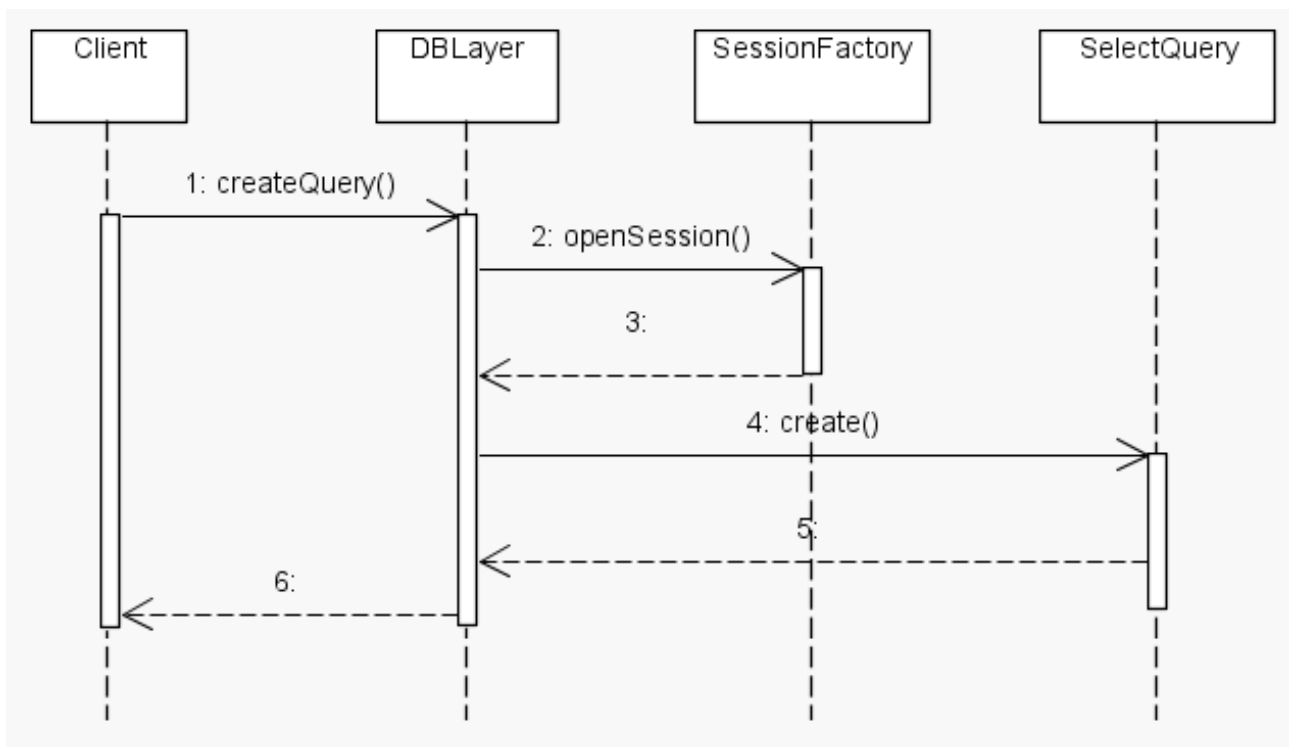 Client
DBLayer
SessionFactory
SelectQuery
1: createQuery()
2: openSession()
3:
4: create()
5:
6: